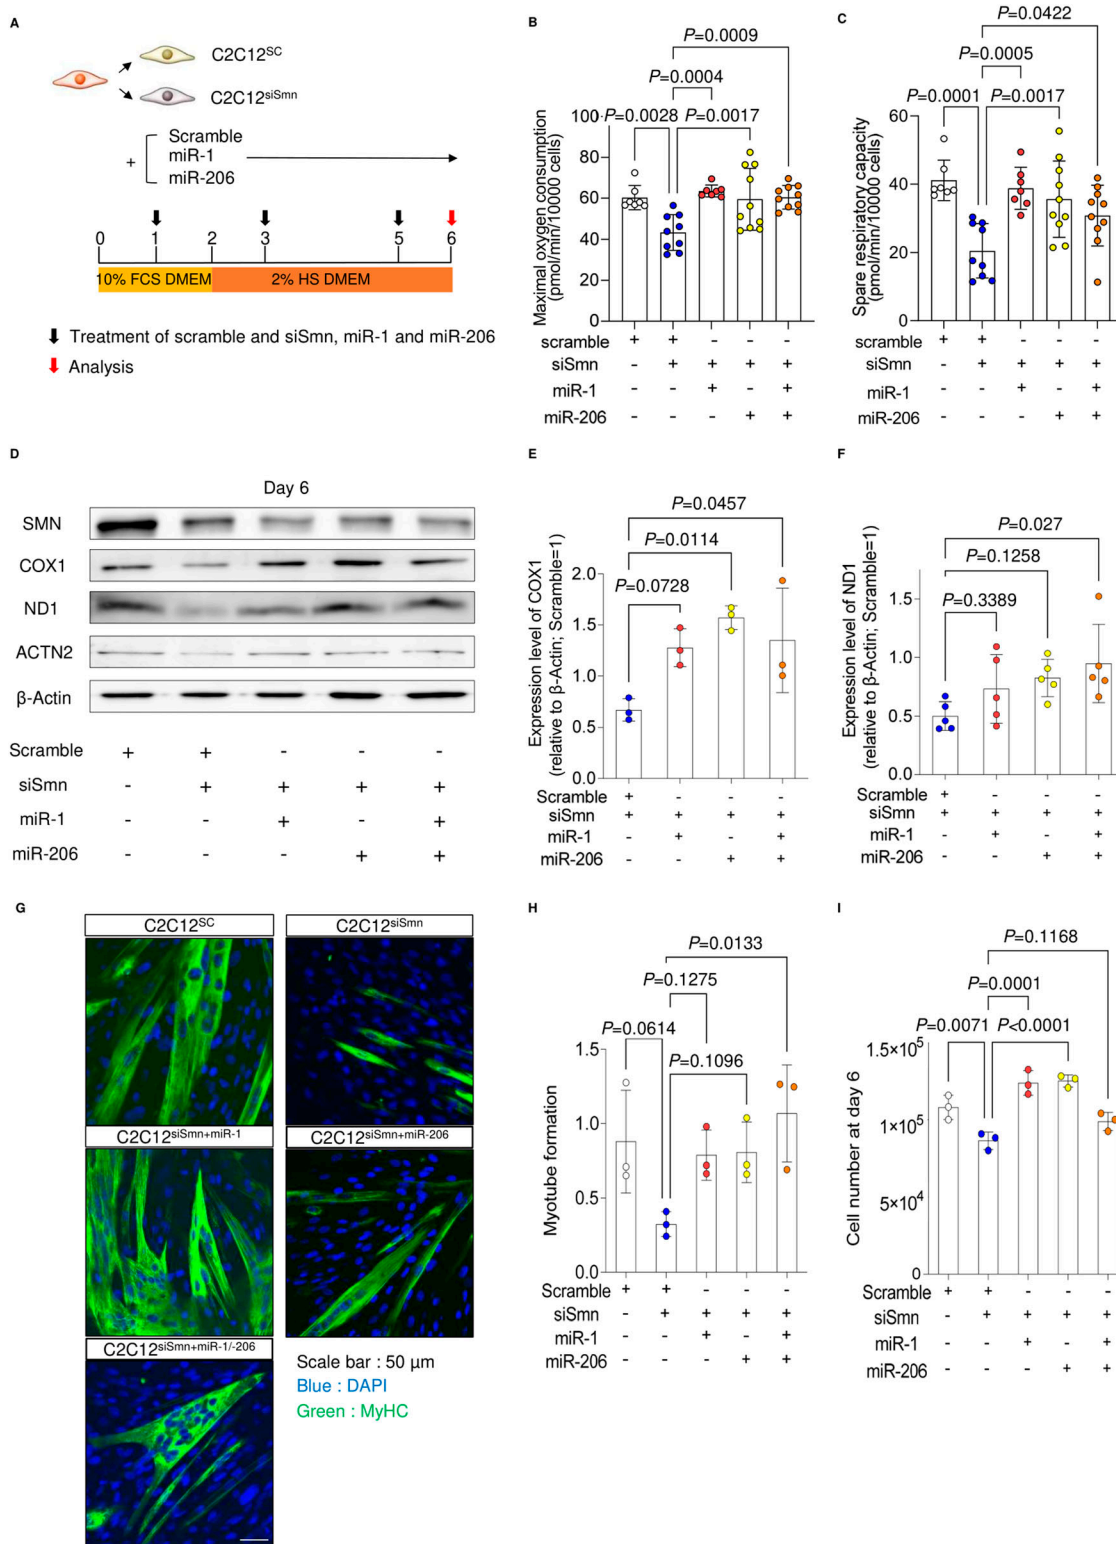 A
C2C12SC
C2C12siSmn
+
Scramble
miR-1
miR-206
0 1 2 3 5 6
10% FCS DMEM 2% HS DMEM
Treatment of scramble and siSmn, miR-1 and miR-206
Analysis
B
P=0.0009
P=0.0004
P=0.0028 P=0.0017
Maximal oxygen consumption
(pmol/min/10000 cells)
100
80
60
40
20
0
scramble + + - - -
siSmn - + + + +
miR-1 - - + - +
miR-206 - - - + +
C
P=0.0422
P=0.0005
P=0.0001 P=0.0017
Spare respiratory capacity
(pmol/min/10000 cells)
60
40
20
0
scramble + + - - -
siSmn - + + + +
miR-1 - - + - +
miR-206 - - - + +
D
Day 6
SMN
COX1
ND1
ACTN2
β-Actin
Scramble + + - - -
siSmn - + + + +
miR-1 - - + - +
miR-206 - - - + +
E
P=0.0457
P=0.0114
P=0.0728
Expression level of COX1
(relative to β-Actin; Scramble=1)
2.0
1.5
1.0
0.5
0.0
Scramble + - - -
siSmn + + + +
miR-1 - + - +
miR-206 - - + +
F
P=0.027
P=0.1258
P=0.3389
Expression level of ND1
(relative to β-Actin; Scramble=1)
1.5
1.0
0.5
0.0
Scramble + - - -
siSmn + + + +
miR-1 - + - +
miR-206 - - + +
G
C2C12SC
C2C12siSmn
C2C12siSmn+miR-1
C2C12siSmn+miR-206
C2C12siSmn+miR-1/-206
Scale bar : 50 μm
Blue : DAPI
Green : MyHC
H
P=0.0133
P=0.1275
P=0.0614
P=0.1096
Myotube formation
1.5
1.0
0.5
0.0
Scramble + + - - -
siSmn - + + + +
miR-1 - - + - +
miR-206 - - - + +
I
P=0.1168
P=0.0001
P=0.0071 P<0.0001
Cell number at day 6
1.5×10^5
1×10^5
5×10^4
0
Scramble + + - - -
siSmn - + + + +
miR-1 - - + - +
miR-206 - - - + +